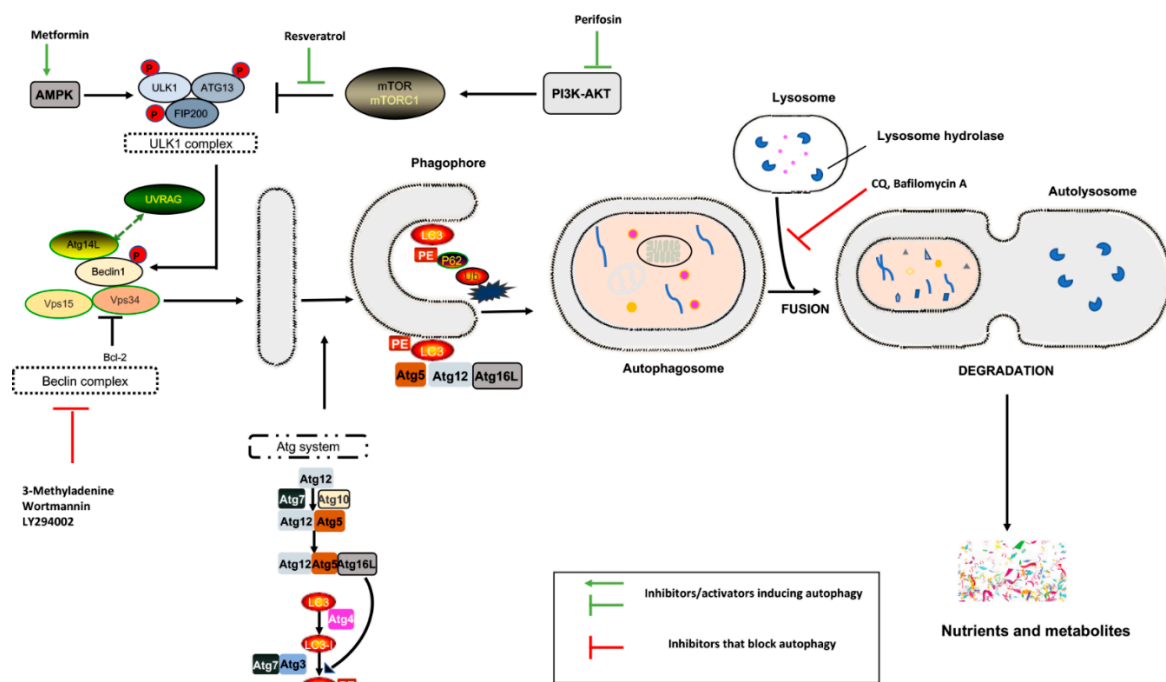 Metformin
AMPK
P
P
ULK1
ATG13
P
FIP200
ULK1 complex
Resveratrol
mTOR
mTORC1
Perifosin
PI3K-AKT
UVRAG
Atg14L
P
Beclin1
Vps15
Vps34
Bcl-2
Beclin complex
3-Methyladenine
Wortmannin
LY294002
Phagophore
LC3
PE
P62
Ub
PE
LC3
Atg5
Atg12
Atg16L
Autophagosome
Lysosome
Lysosome hydrolase
CQ, Bafilomycin A
FUSION
Autolysosome
DEGRADATION
Nutrients and metabolites
Atg system
Atg12
Atg7
Atg10
Atg12
Atg5
Atg12
Atg5
Atg16L
LC3
Atg4
LC3-I
Atg7
Atg3
Inhibitors/activators inducing autophagy
Inhibitors that block autophagy